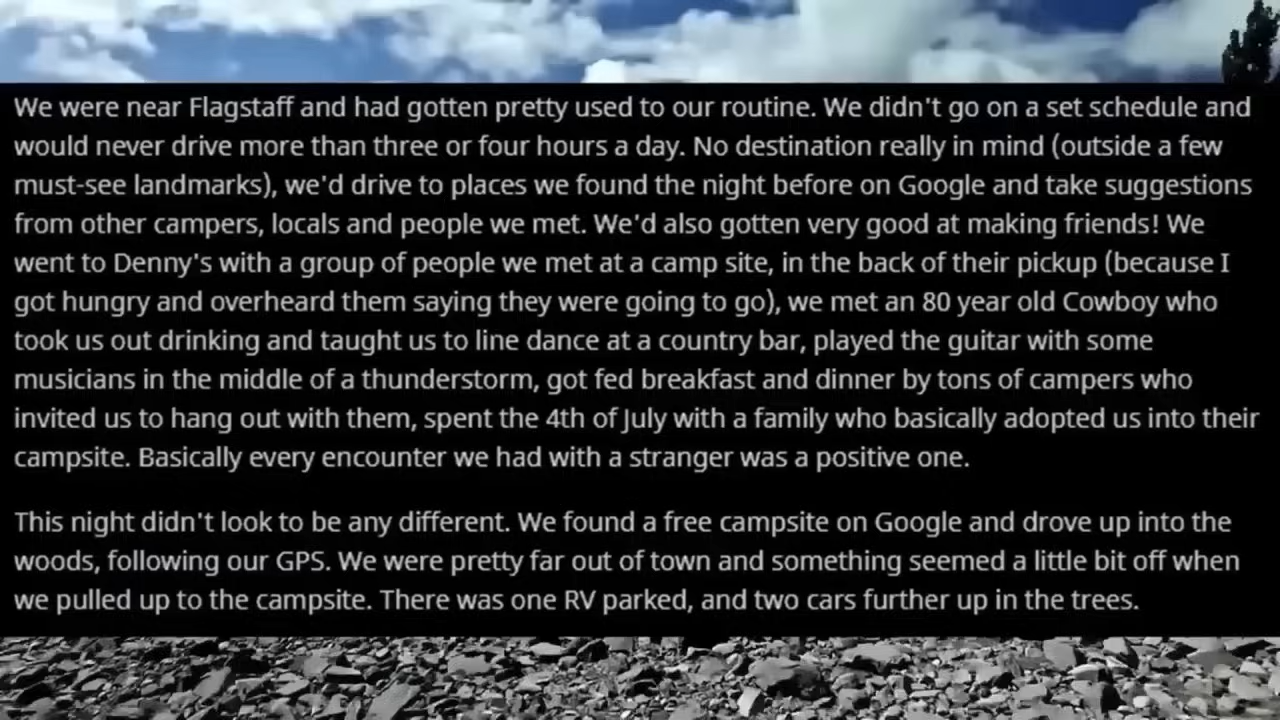 We were near Flagstaff and had gotten pretty used to our routine. We didn't go on a set schedule and
would never drive more than three or four hours a day. No destination really in mind (outside a few
must-see landmarks), we'd drive to places we found the night before on Google and take suggestions
from other campers, locals and people we met. We'd also gotten very good at making friends! We
went to Denny's with a group of people we met at a camp site, in the back of their pickup (because I
got hungry and overheard them saying they were going to go), we met an 80 year old Cowboy who
took us out drinking and taught us to line dance at a country bar, played the guitar with some
musicians in the middle of a thunderstorm, got fed breakfast and dinner by tons of campers who
invited us to hang out with them, spent the 4th of July with a family who basically adopted us into their
campsite. Basically every encounter we had with a stranger was a positive one.
This night didn't look to be any different. We found a free campsite on Google and drove up into the
woods, following our GPS. We were pretty far out of town and something seemed a little bit off when
we pulled up to the campsite. There was one RV parked, and two cars further up in the trees.